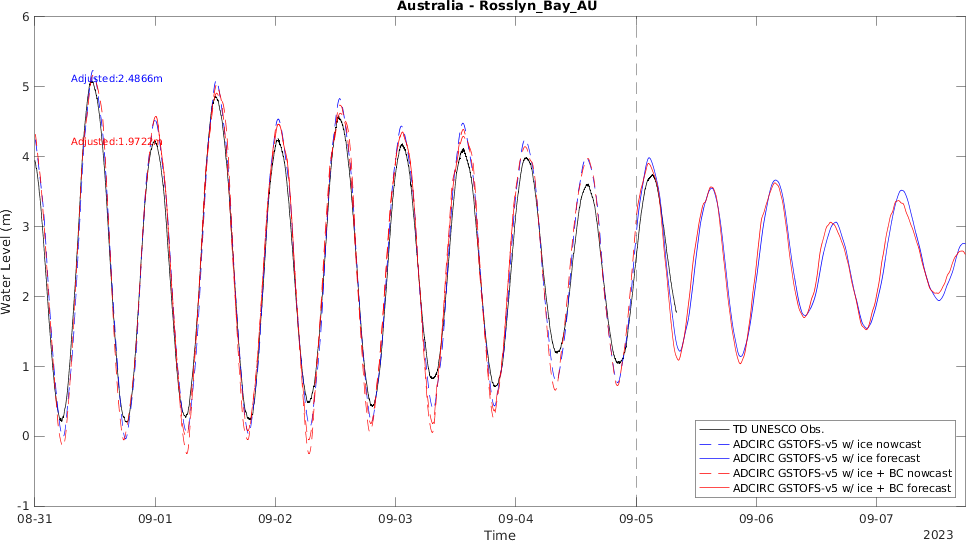 Australia - Rosslyn_Bay_AU
6
5
4
3
2
1
0
-1
Water Level (m)
Adjusted:2.4866m
Adjusted:1.9722m
TD UNESCO Obs.
ADCIRC GSTOFS-v5 w/ ice nowcast
ADCIRC GSTOFS-v5 w/ ice forecast
ADCIRC GSTOFS-v5 w/ ice + BC nowcast
ADCIRC GSTOFS-v5 w/ ice + BC forecast
08-31 09-01 09-02 09-03 09-04 09-05 09-06 09-07
Time
2023